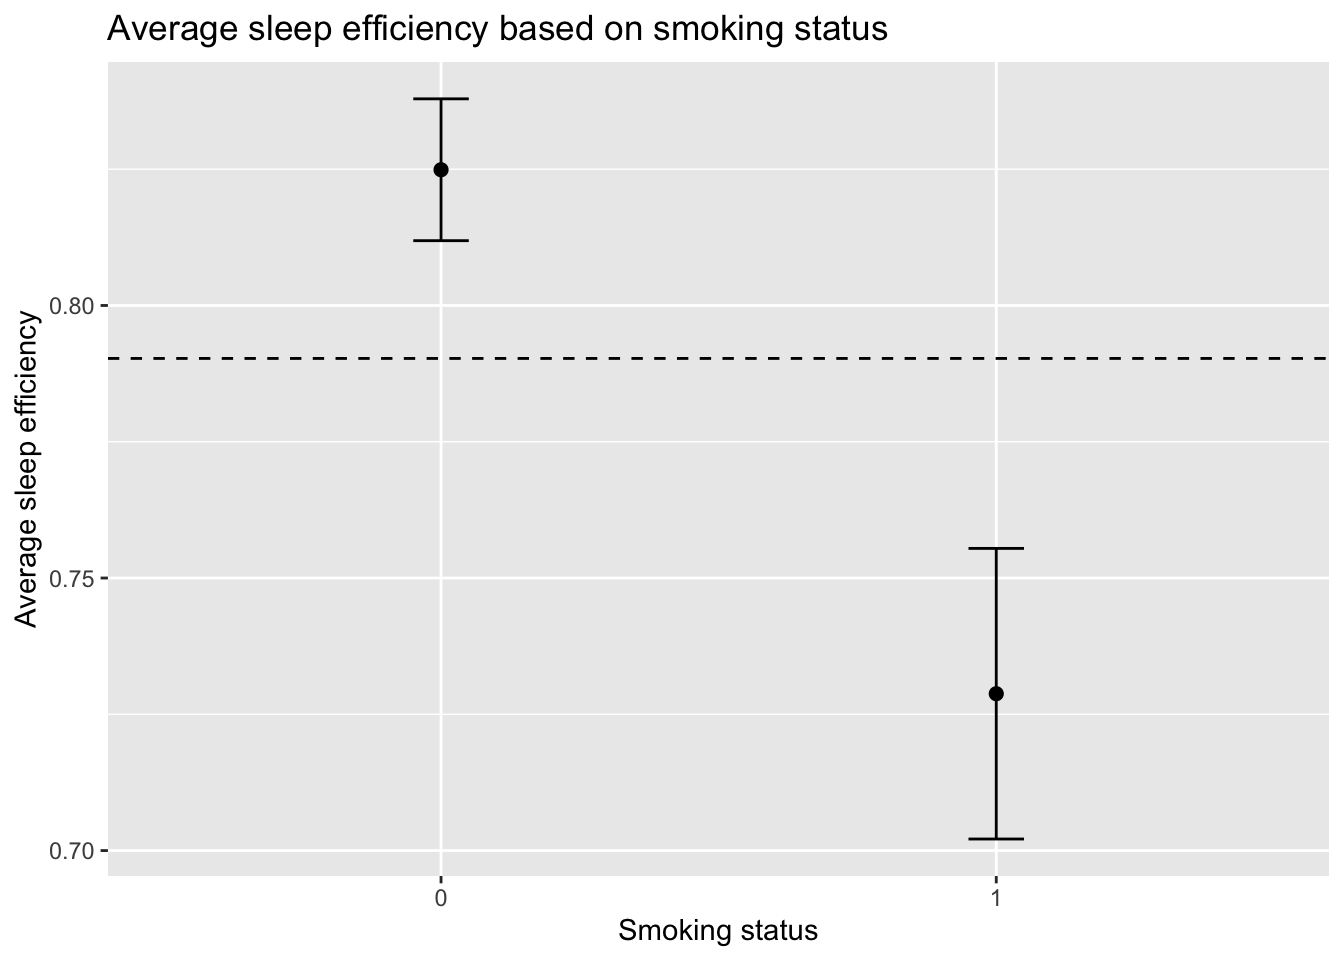 Average sleep efficiency based on smoking status
Average sleep efficiency
0.80
0.75
0.70
0
1
Smoking status